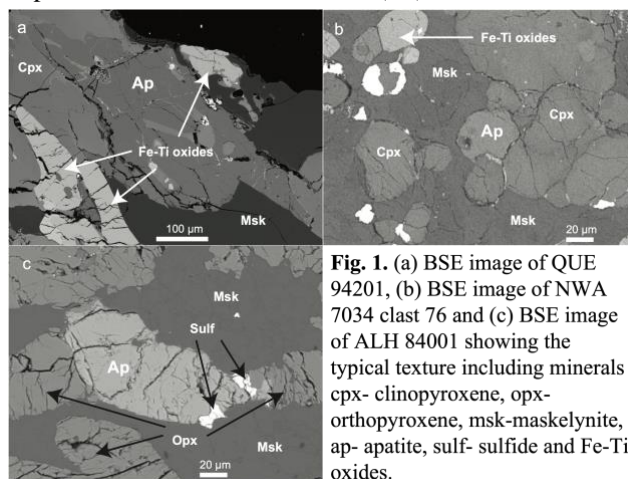 a
Cpx
Ap
Fe-Ti oxides
Msk
100 µm
b
Fe-Ti oxides
Msk
Ap
Cpx
Cpx
Msk
20 µm
c
Msk
Sulf
Ap
Opx
Msk
20 µm
Fig. 1. (a) BSE image of QUE
94201, (b) BSE image of NWA
7034 clast 76 and (c) BSE image
of ALH 84001 showing the
typical texture including minerals
cpx- clinopyroxene, opx-
orthopyroxene, msk-maskelynite,
ap- apatite, sulf- sulfide and Fe-Ti
oxides.